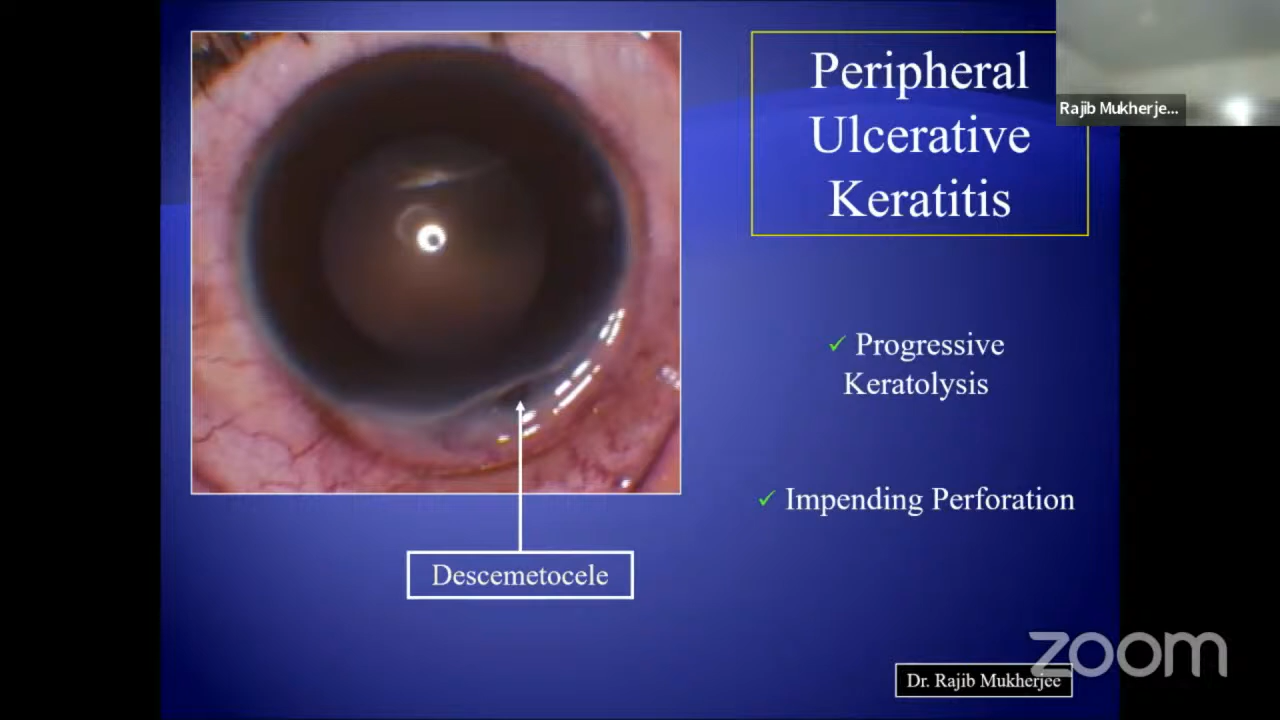 Peripheral
Ulcerative
Keratitis
Rajib Mukherje...
✓ Progressive
Keratolysis
✓ Impending Perforation
Descemetocele
zoom
Dr. Rajib Mukherjee